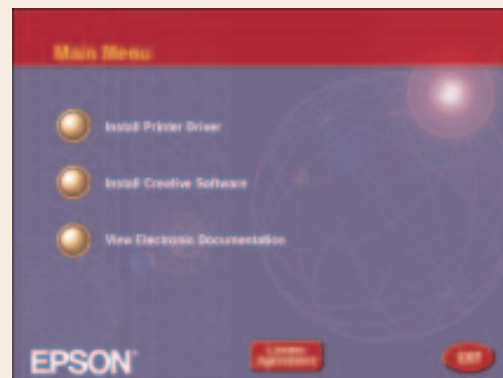 Main Menu
Install Printer Driver
Install Creative Software
View Electronic Documentation
EPSON
License
Agreement
EXIT